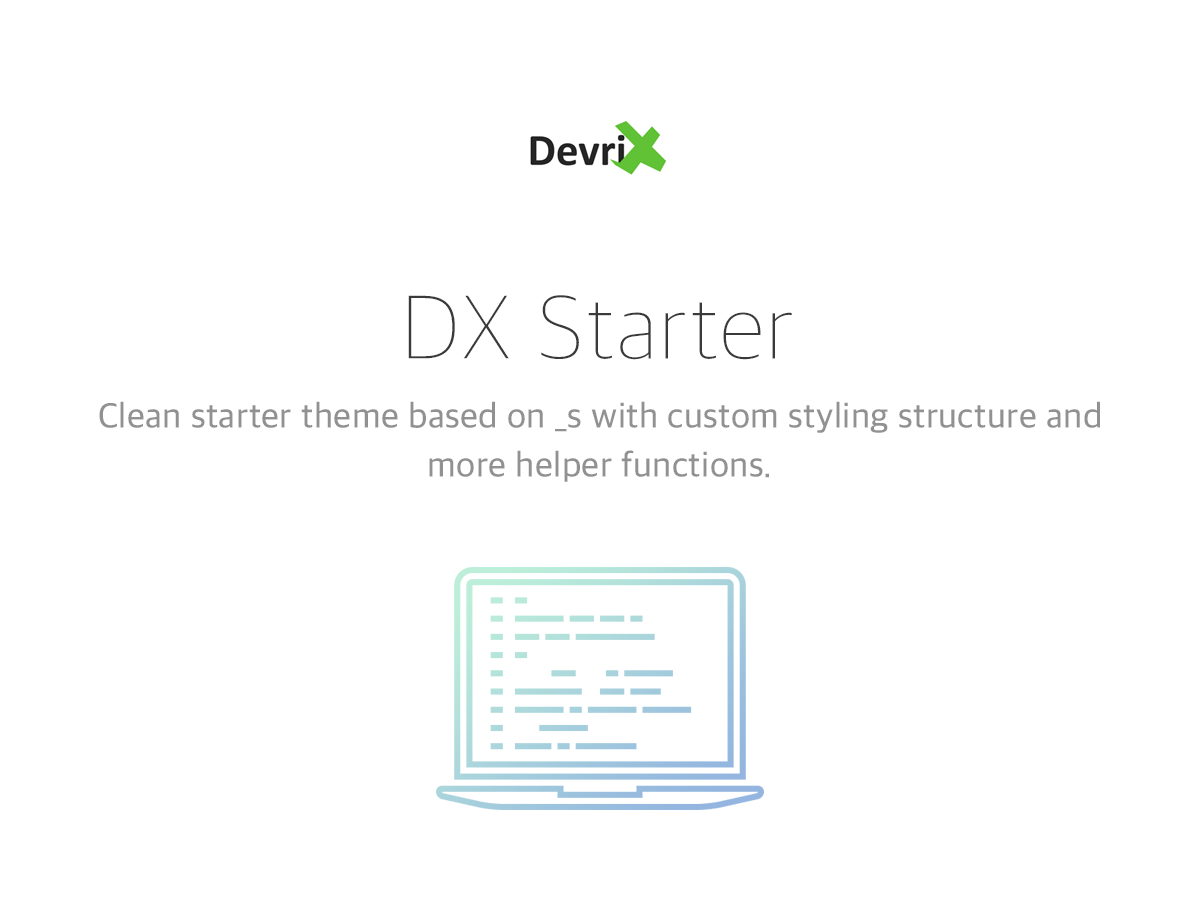 DevriX
DX Starter
Clean starter theme based on _s with custom styling structure and
more helper functions.